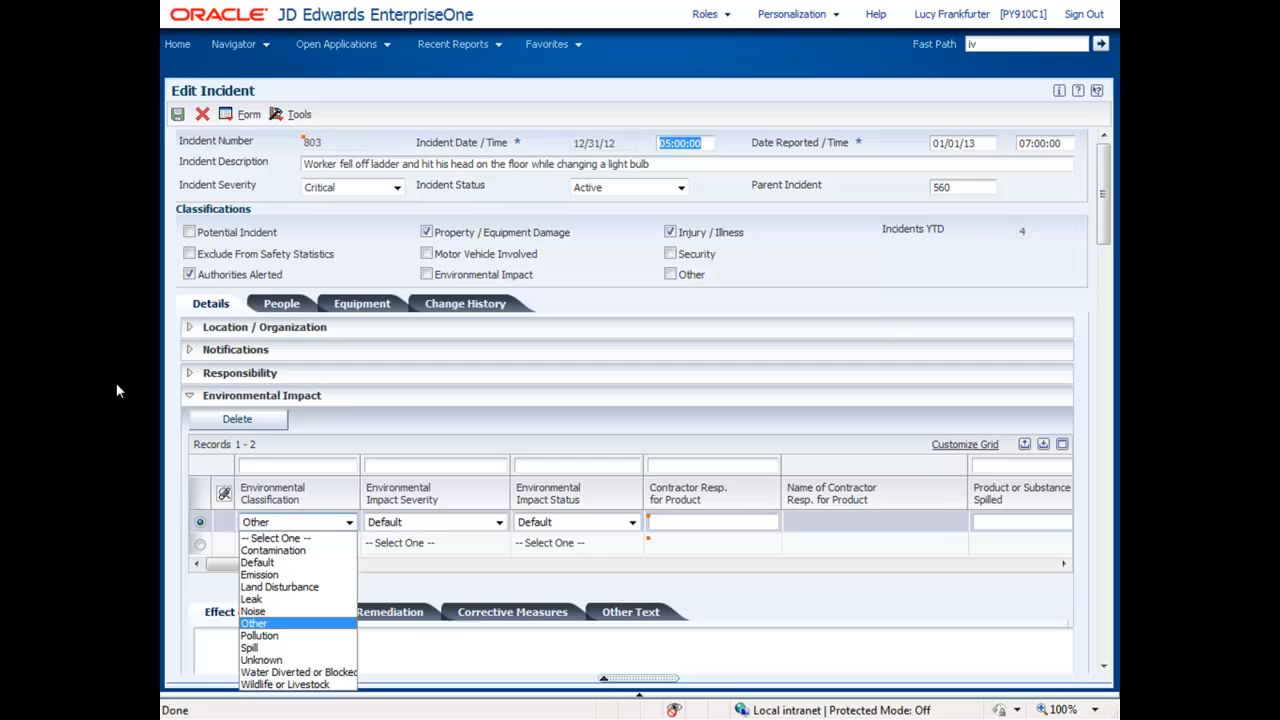 ORACLE JD Edwards EnterpriseOne Roles Personalization Help Lucy Frankfurter [PY910C1] Sign Out
Home Navigator Open Applications Recent Reports Favorites Fast Path iv
Edit Incident
Form Tools
Incident Number 803 Incident Date / Time * 12/31/12 05:00:00 Date Reported / Time * 01/01/13 07:00:00
Incident Description Worker fell off ladder and hit his head on the floor while changing a light bulb
Incident Severity Critical Incident Status Active Parent Incident 560
Classifications
Potential Incident Property / Equipment Damage Injury / Illness Incidents YTD 4
Exclude From Safety Statistics Motor Vehicle Involved Security
Authorities Alerted Environmental Impact Other
Details People Equipment Change History
Location / Organization
Notifications
Responsibility
Environmental Impact
Delete
Records 1 - 2 Customize Grid
Environmental Classification Environmental Impact Severity Environmental Impact Status Contractor Resp. for Product Name of Contractor Resp. for Product Product or Substance Spilled
Other Default Default
-- Select One -- -- Select One --
-- Select One --
Contamination
Default
Emission
Land Disturbance
Leak
Noise
Other
Pollution
Spill
Unknown
Water Diverted or Blocked
Wildlife or Livestock
Effect Remediation Corrective Measures Other Text
Done Local intranet | Protected Mode: Off 100%